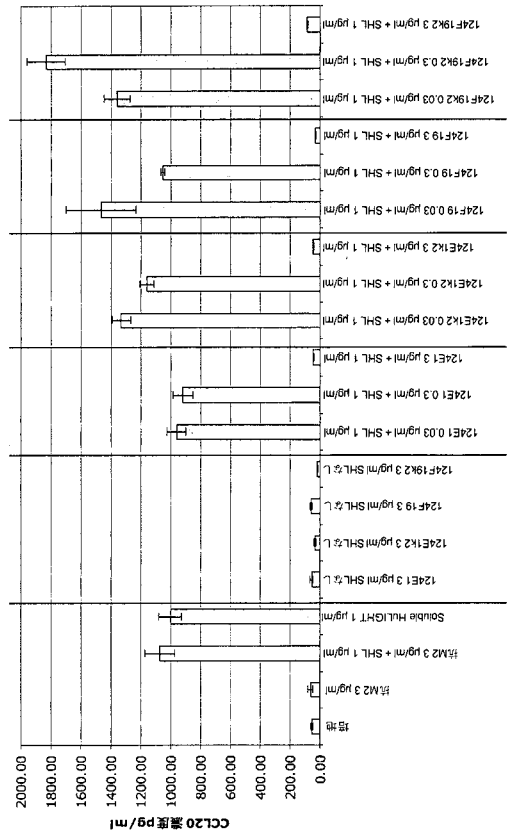 CCL20 濃度pg/ml
2000.00
1800.00
1600.00
1400.00
1200.00
1000.00
800.00
600.00
400.00
200.00
0.00
培地
抗M2 3 µg/ml
抗M2 3 µg/ml + SHL 1 µg/ml
Soluble HuLIGHT 1 µg/ml
124E1 3 µg/ml SHLなし
124E1k2 3 µg/ml SHLなし
124F19 3 µg/ml SHLなし
124F19k2 3 µg/ml SHLなし
124E1 0.03 µg/ml + SHL 1 µg/ml
124E1 0.3 µg/ml + SHL 1 µg/ml
124E1 3 µg/ml + SHL 1 µg/ml
124E1k2 0.03 µg/ml + SHL 1 µg/ml
124E1k2 0.3 µg/ml + SHL 1 µg/ml
124E1k2 3 µg/ml + SHL 1 µg/ml
124F19 0.03 µg/ml + SHL 1 µg/ml
124F19 0.3 µg/ml + SHL 1 µg/ml
124F19 3 µg/ml + SHL 1 µg/ml
124F19k2 0.03 µg/ml + SHL 1 µg/ml
124F19k2 0.3 µg/ml + SHL 1 µg/ml
124F19k2 3 µg/ml + SHL 1 µg/ml